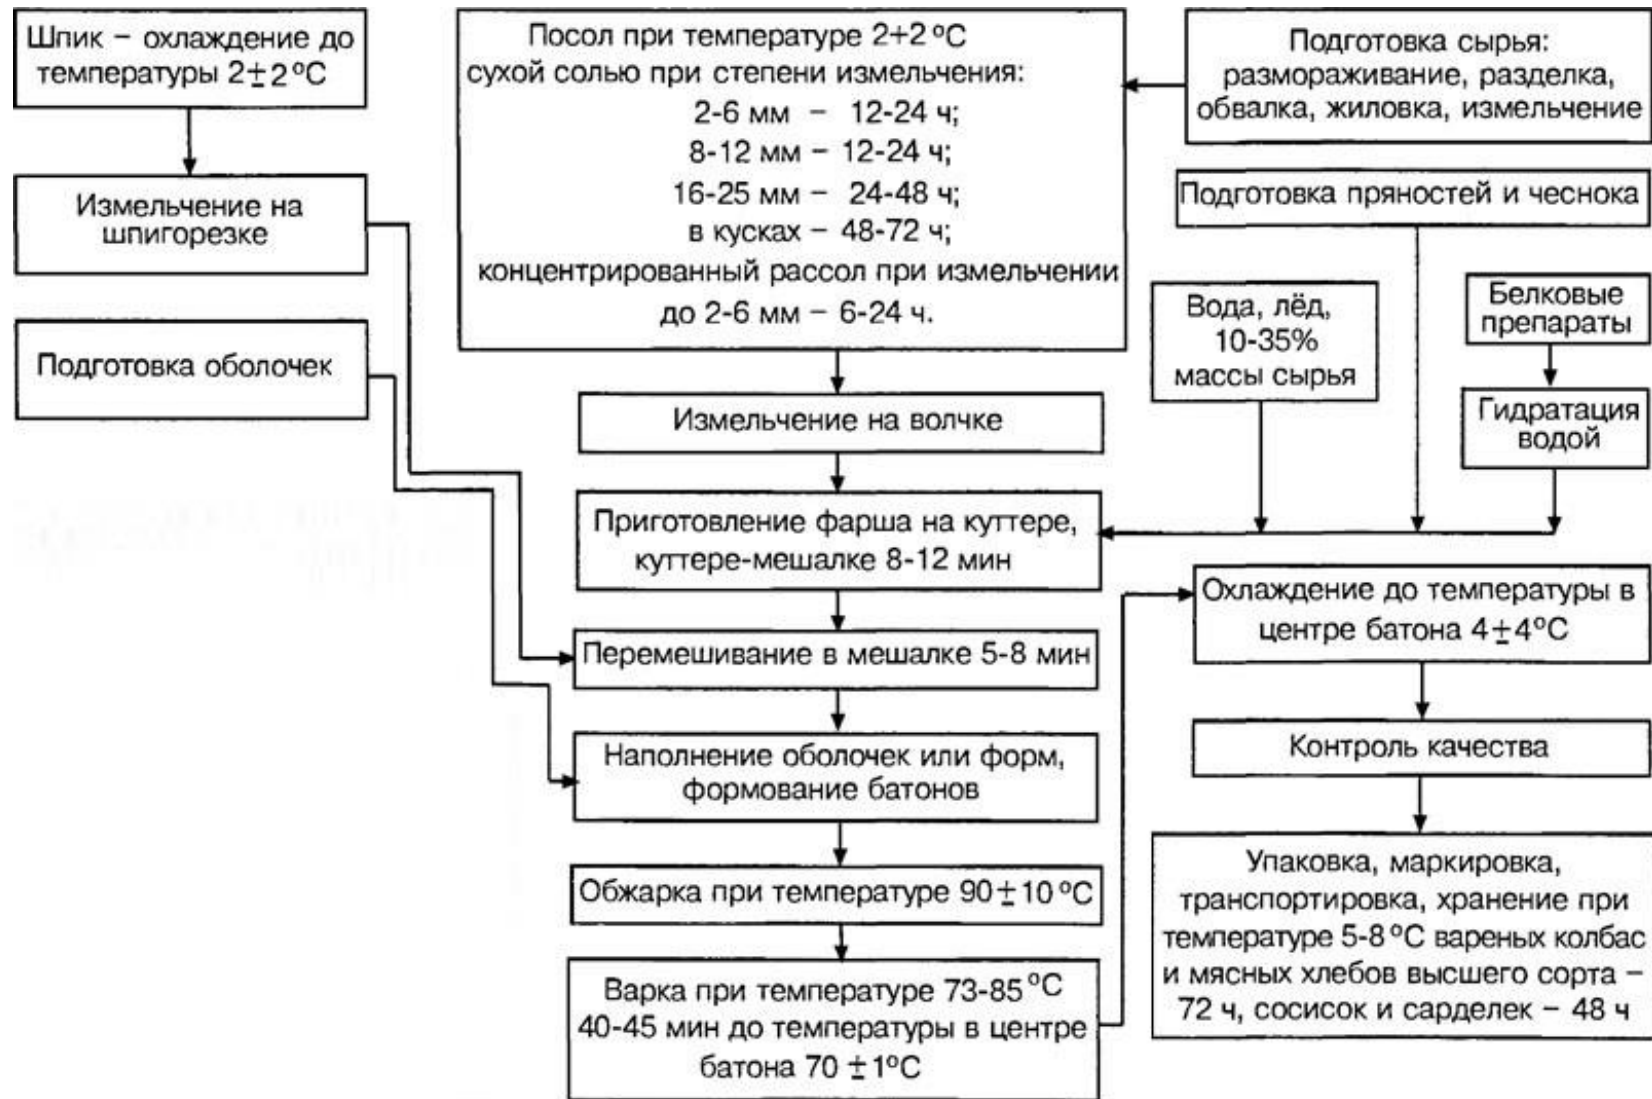 Шпик – охлаждение до
температуры 2±2°С
Измельчение на
шпигорезке
Подготовка оболочек
Посол при температуре 2+2°С
сухой солью при степени измельчения:
2-6 мм – 12-24 ч;
8-12 мм – 12-24 ч;
16-25 мм – 24-48 ч;
в кусках – 48-72 ч;
концентрированный рассол при измельчении
до 2-6 мм – 6-24 ч.
Подготовка сырья:
размораживание, разделка,
обвалка, жиловка, измельчение
Подготовка пряностей и чеснока
Вода, лёд,
10-35%
массы сырья
Белковые
препараты
Гидратация
водой
Измельчение на волчке
Приготовление фарша на куттере,
куттере-мешалке 8-12 мин
Перемешивание в мешалке 5-8 мин
Наполнение оболочек или форм,
формование батонов
Обжарка при температуре 90±10°С
Варка при температуре 73-85°С
40-45 мин до температуры в центре
батона 70 ±1°С
Охлаждение до температуры в
центре батона 4±4°С
Контроль качества
Упаковка, маркировка,
транспортировка, хранение при
температуре 5-8°С вареных колбас
и мясных хлебов высшего сорта –
72 ч, сосисок и сарделек – 48 ч